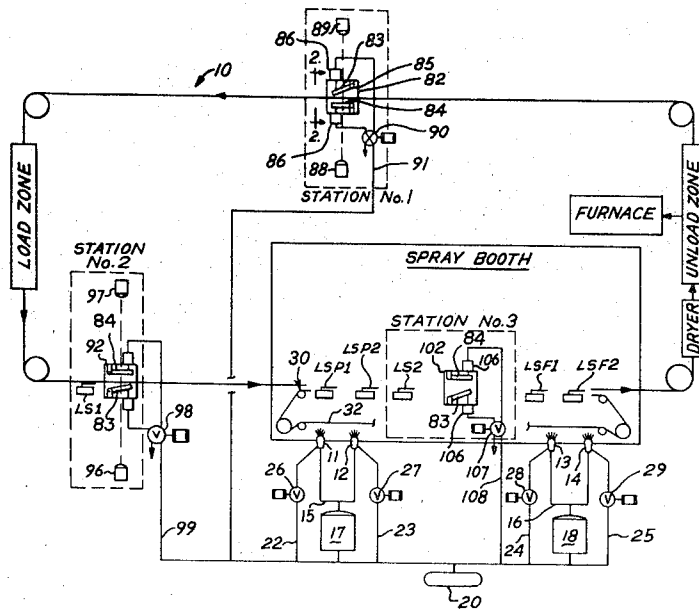 10
89
83
86
2.
85
82
84
2.
86
90
91
88
STATION No.1
LOAD ZONE
UNLOAD ZONE
FURNACE
DRYER
STATION
No.2
97
92
84
LS1
83
98
96
99
SPRAY BOOTH
STATION No.3
30
LSP1
LSP2
LS2
102
84
106
LSF1
LSF2
32
83
106
107
108
11
12
13
14
26
V
27
V
28
V
29
V
V
V
15
17
16
18
22
23
24
25
20